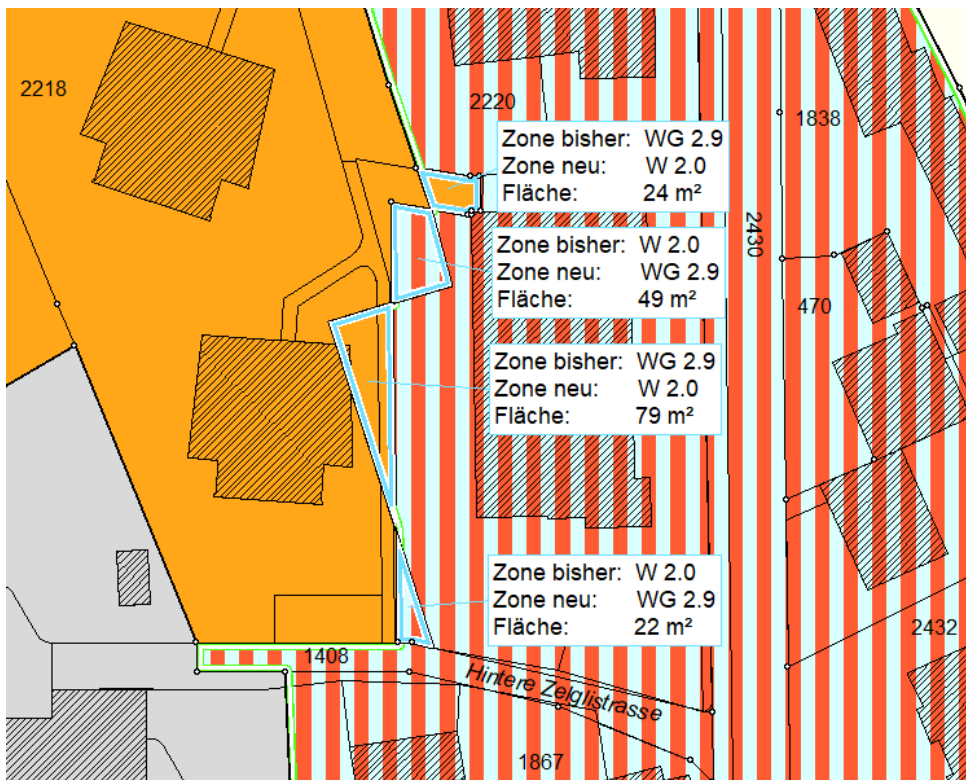 2218
2220
1838
Zone bisher: WG 2.9
Zone neu: W 2.0
Fläche: 24 m²
2430
Zone bisher: W 2.0
Zone neu: WG 2.9
Fläche: 49 m²
470
Zone bisher: WG 2.9
Zone neu: W 2.0
Fläche: 79 m²
Zone bisher: W 2.0
Zone neu: WG 2.9
Fläche: 22 m²
2432
1408
Hintere Zelglistrasse
1867